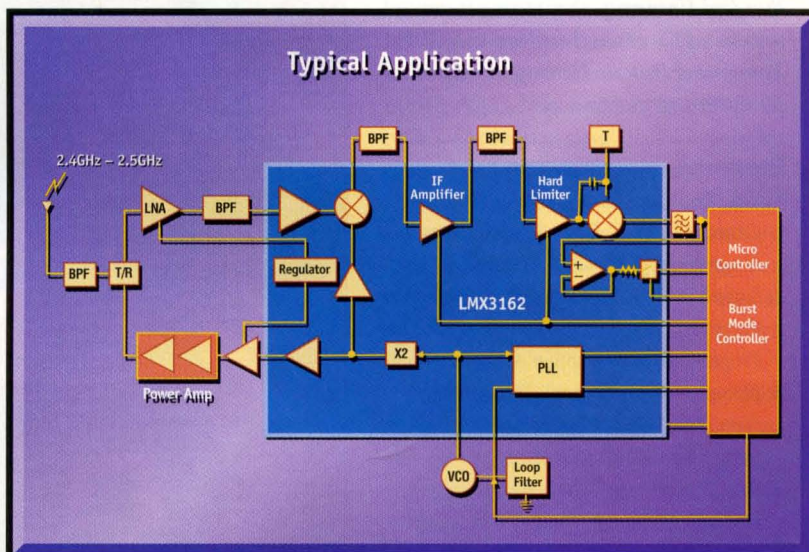 Typical Application
2.4GHz – 2.5GHz
BPF
T/R
LNA
BPF
Regulator
BPF
IF
Amplifier
BPF
Hard
Limiter
T
LMX3162
Micro
Controller
Burst
Mode
Controller
Power Amp
X2
PLL
VCO
Loop
Filter
+
−